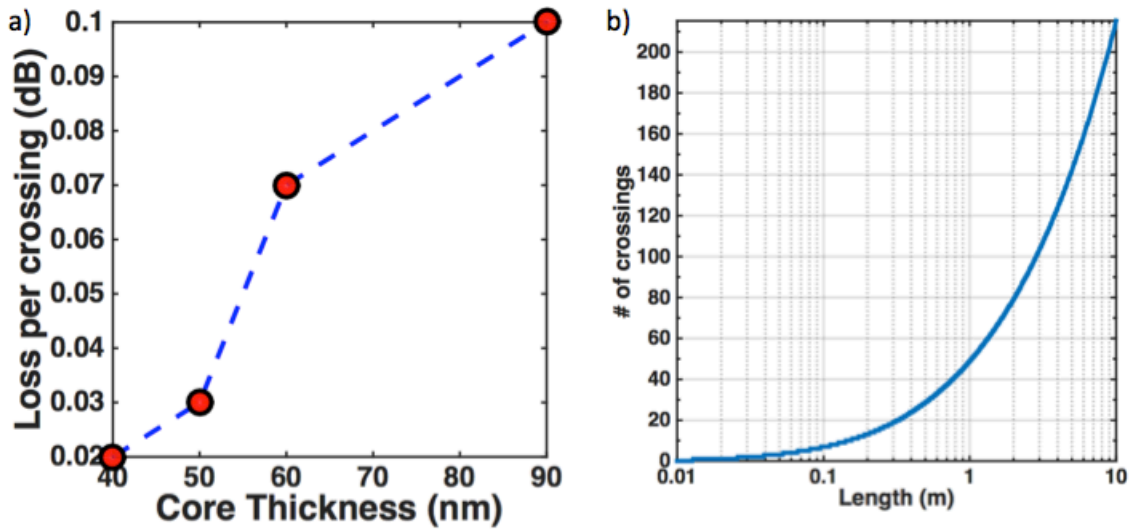 a)
Loss per crossing (dB)
0.1
0.09
0.08
0.07
0.06
0.05
0.04
0.03
0.02
40 50 60 70 80 90
Core Thickness (nm)
b)
# of crossings
200
180
160
140
120
100
80
60
40
20
0
0.01 0.1 1 10
Length (m)